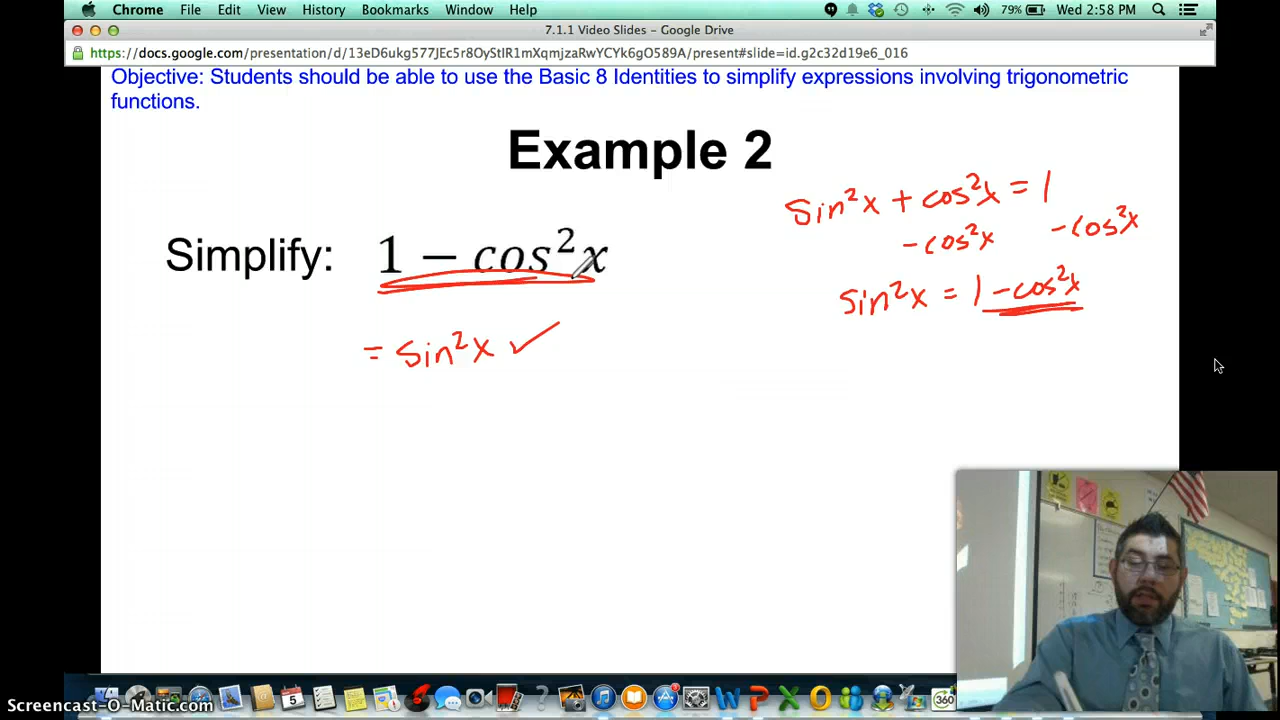 Chrome File Edit View History Bookmarks Window Help 79% Wed 2:58 PM
7.1.1 Video Slides – Google Drive
https://docs.google.com/presentation/d/13eD6ukg577JEc5r8OyStIR1mXqmjzaRwYCYk6gO589A/present#slide=id.g2c32d19e6_016
Objective: Students should be able to use the Basic 8 Identities to simplify expressions involving trigonometric
functions.
Example 2
sin²x + cos²x = 1
-cos²x -cos²x
Simplify: 1 − cos²x
sin²x = 1 -cos²x
= sin²x ✓
5
W P X O 360
Screencast-O-Matic.com